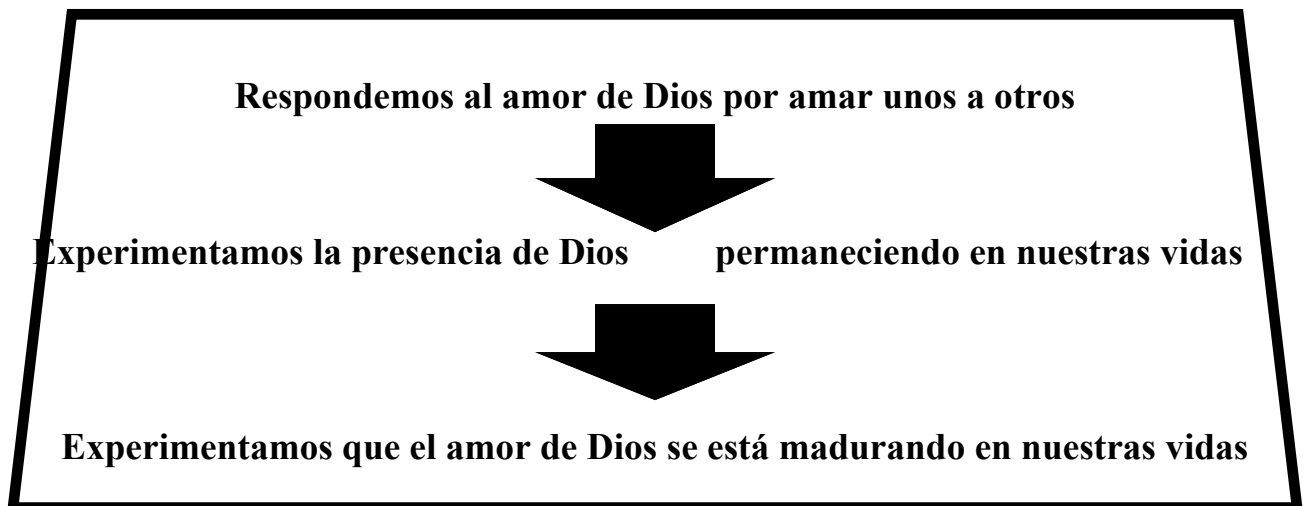 Respondemos al amor de Dios por amar unos a otros
Experimentamos la presencia de Dios permaneciendo en nuestras vidas
Experimentamos que el amor de Dios se está madurando en nuestras vidas